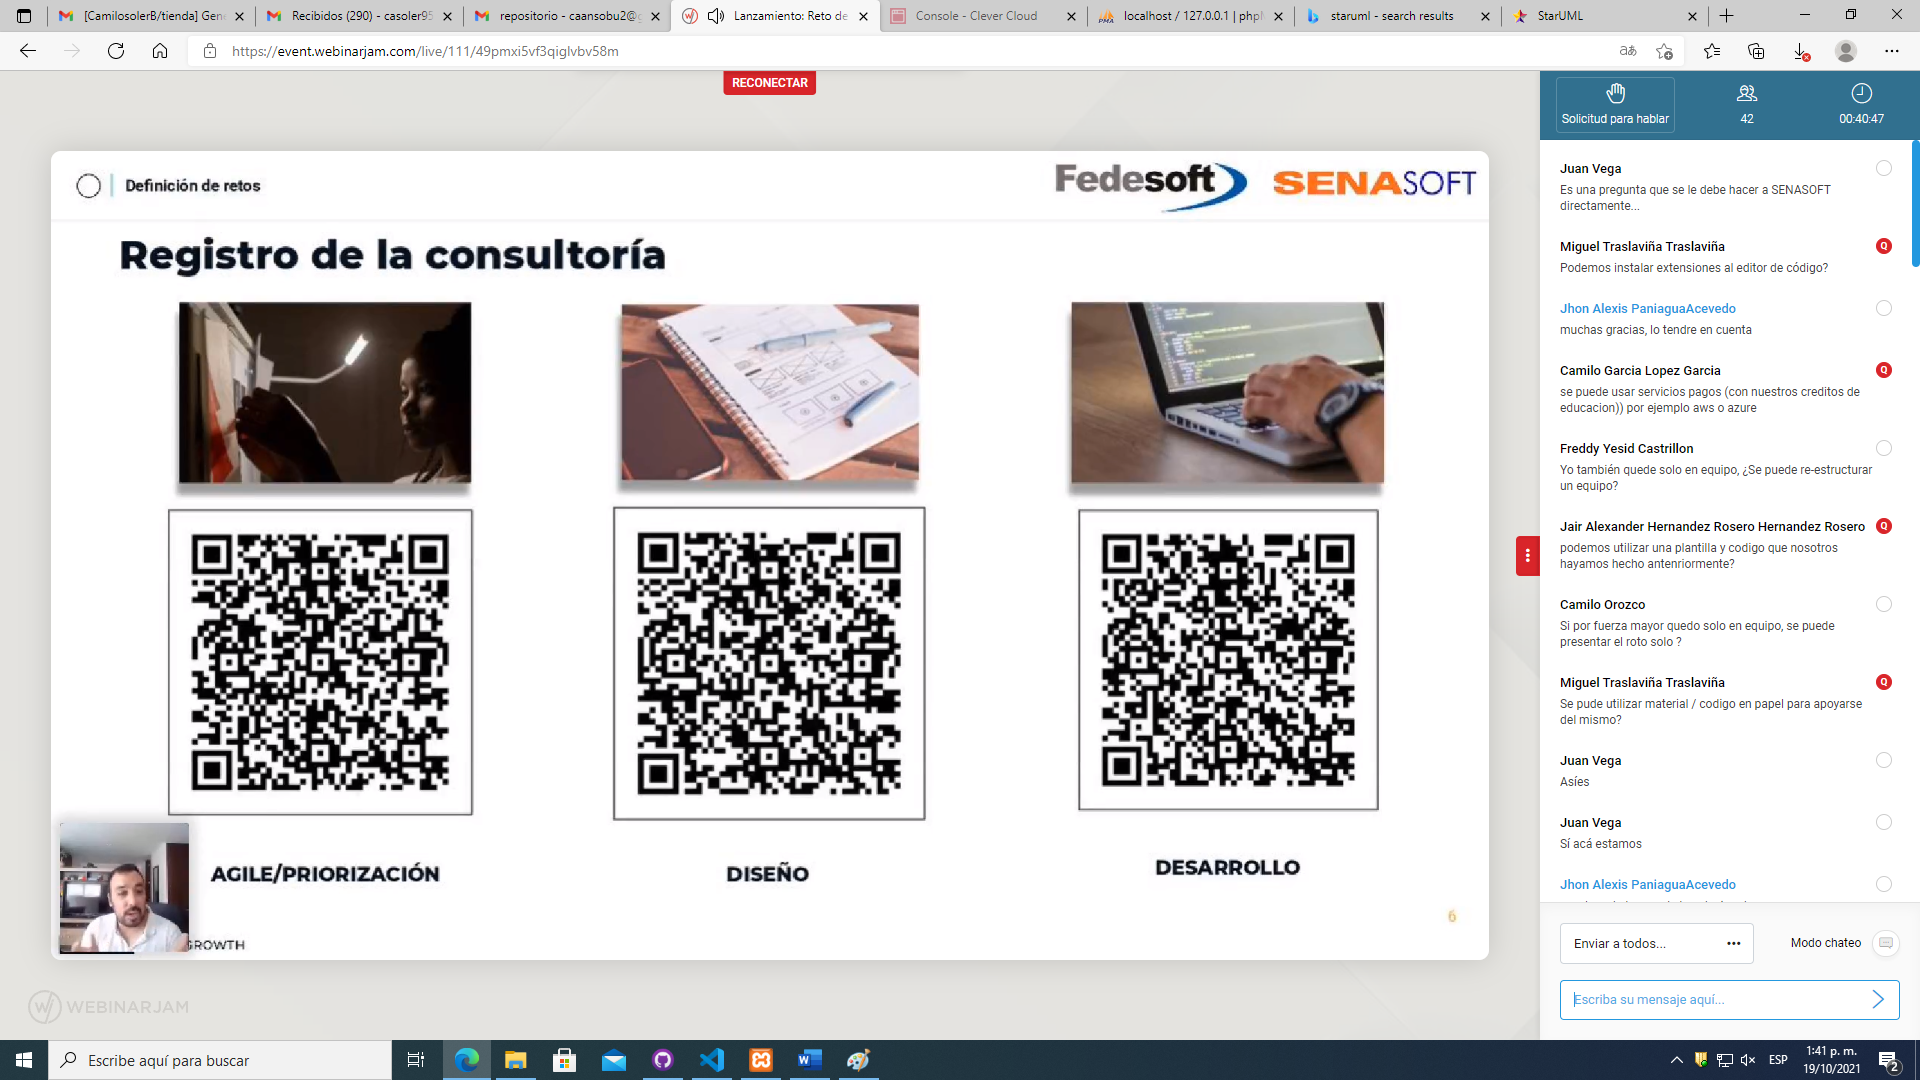 [CamilosolerB/tienda] Gene
Recibidos (290) - casoler95
repositorio - caansobu2@g
Lanzamiento: Reto de
Console - Clever Cloud
localhost / 127.0.0.1 | phpM
staruml - search results
StarUML
https://event.webinarjam.com/live/111/49pmxi5vf3qiglvbv58m
RECONECTAR
Definición de retos
Fedesoft
SENASOFT
Registro de la consultoría
AGILE/PRIORIZACIÓN
DISEÑO
DESARROLLO
6
GROWTH
WEBINARJAM
Solicitud para hablar
42
00:40:47
Juan Vega
Es una pregunta que se le debe hacer a SENASOFT
directamente...
Miguel Traslaviña Traslaviña
Q
Podemos instalar extensiones al editor de código?
Jhon Alexis PaniaguaAcevedo
muchas gracias, lo tendre en cuenta
Camilo Garcia Lopez Garcia
Q
se puede usar servicios pagos (con nuestros creditos de
educacion)) por ejemplo aws o azure
Freddy Yesid Castrillon
Yo también quede solo en equipo, ¿Se puede re-estructurar
un equipo?
Jair Alexander Hernandez Rosero Hernandez Rosero
Q
podemos utilizar una plantilla y codigo que nosotros
hayamos hecho antenriormente?
Camilo Orozco
Si por fuerza mayor quedo solo en equipo, se puede
presentar el roto solo ?
Miguel Traslaviña Traslaviña
Q
Se pude utilizar material / codigo en papel para apoyarse
del mismo?
Juan Vega
Asíes
Juan Vega
Sí acá estamos
Jhon Alexis PaniaguaAcevedo
Enviar a todos...
Modo chateo
Escriba su mensaje aquí...
Escribe aquí para buscar
ESP
1:41 p. m.
19/10/2021
2